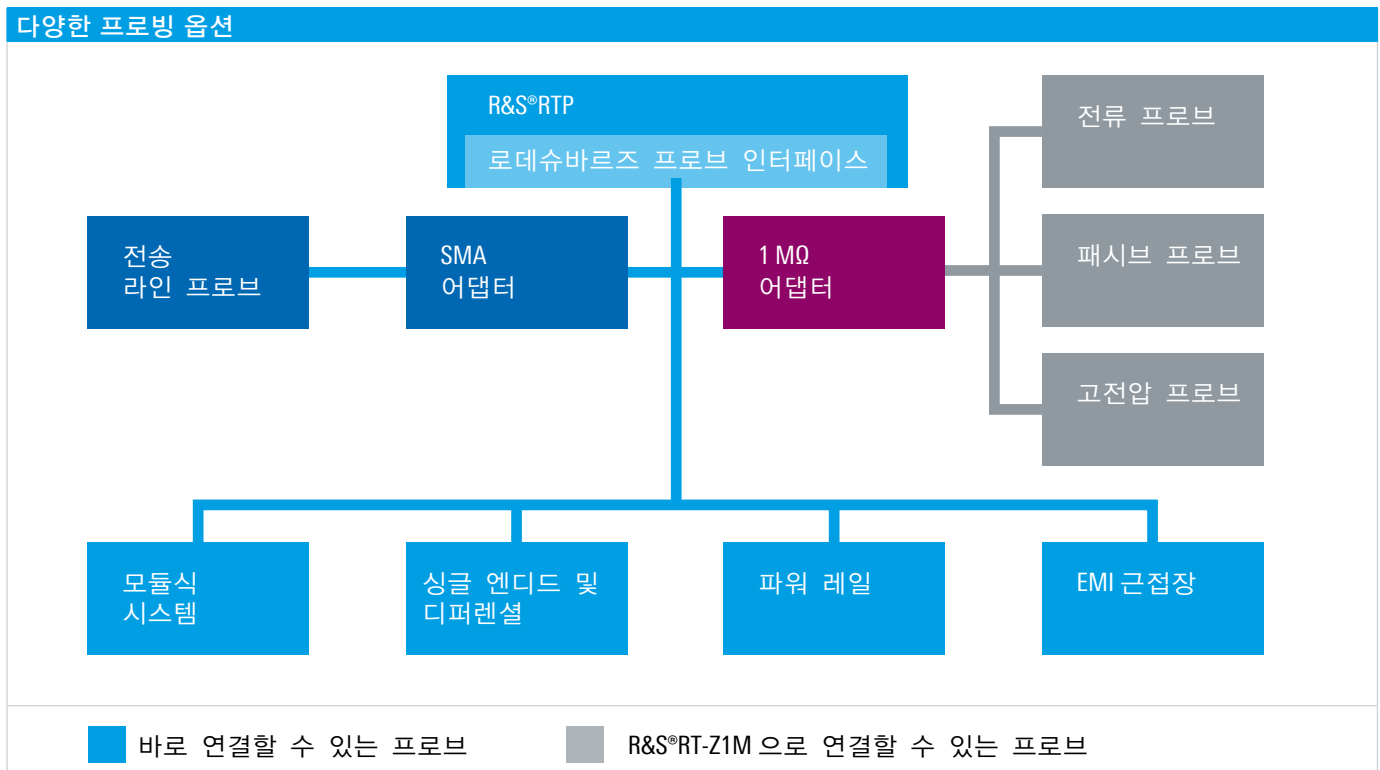 다양한 프로빙 옵션
R&S®RTP
로데슈바르즈 프로브 인터페이스
전류 프로브
전송
라인 프로브
SMA
어댑터
1 MΩ
어댑터
패시브 프로브
고전압 프로브
모듈식
시스템
싱글 엔디드 및
디퍼렌셜
파워 레일
EMI 근접장
바로 연결할 수 있는 프로브
R&S®RT-Z1M 으로 연결할 수 있는 프로브